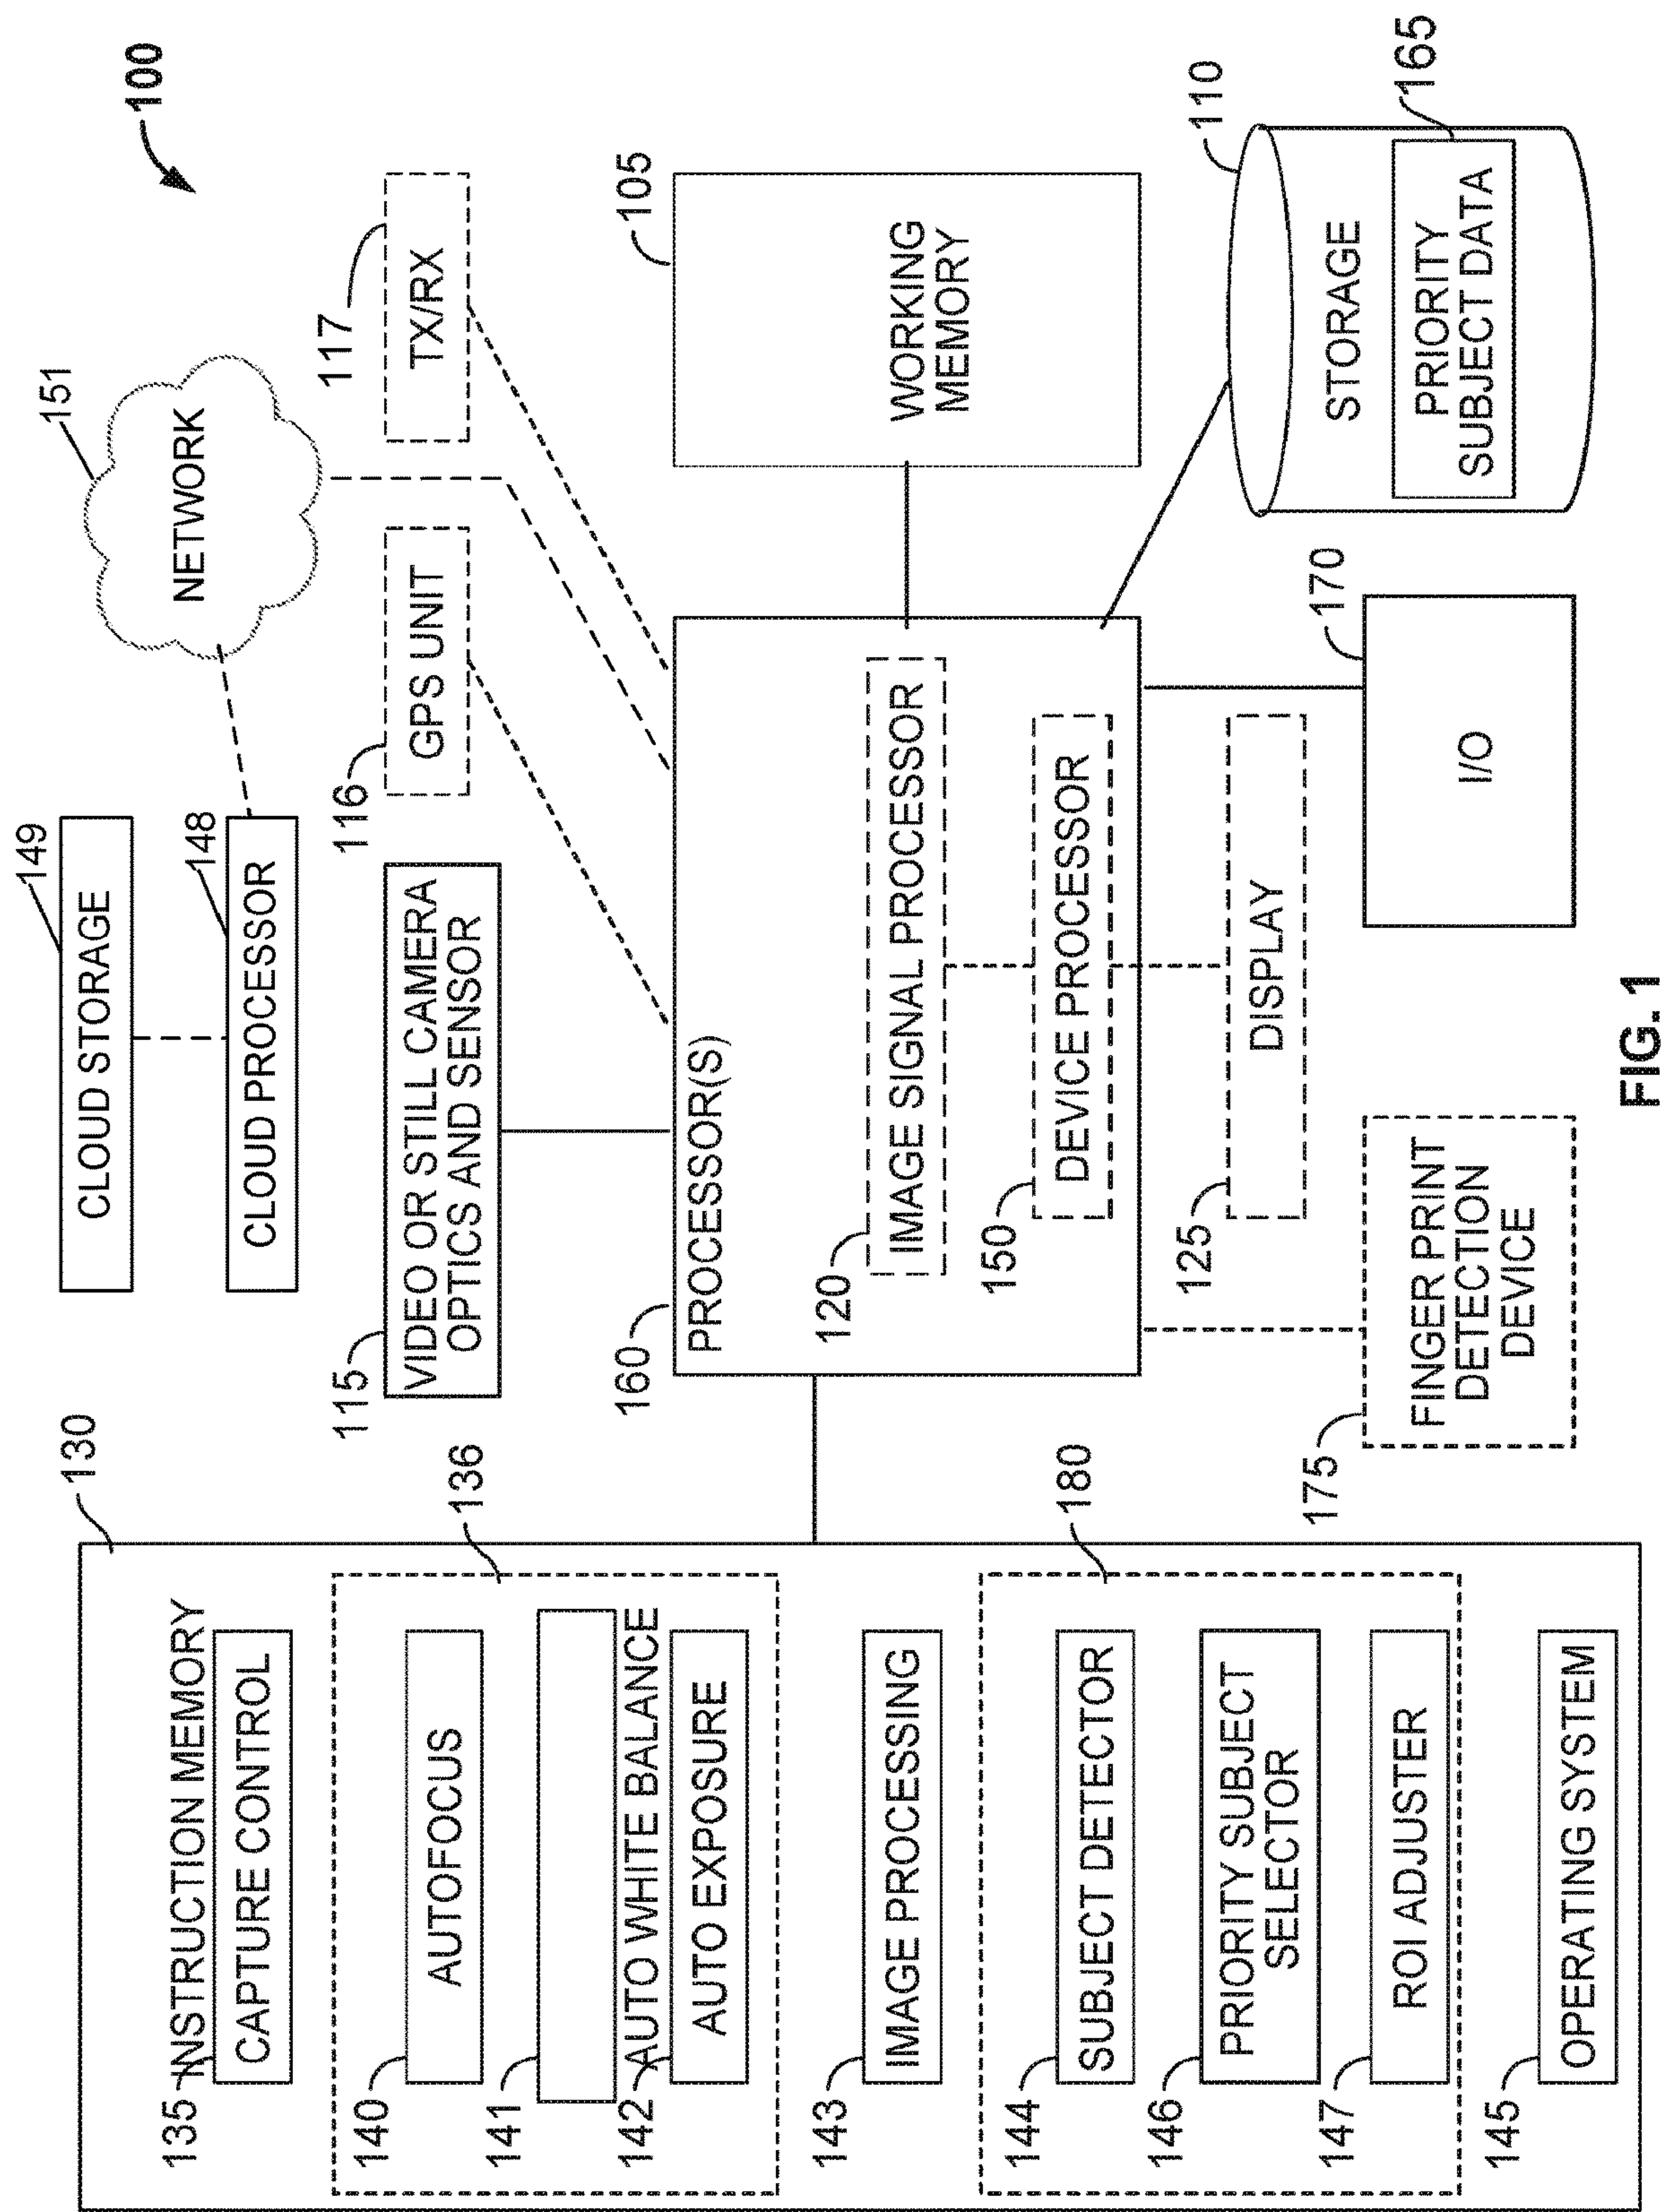 100
130
INSTRUCTION MEMORY
135
CAPTURE CONTROL
136
140
AUTOFOCUS
141
AUTO WHITE BALANCE
142
AUTO EXPOSURE
143
IMAGE PROCESSING
180
144
SUBJECT DETECTOR
146
PRIORITY SUBJECT
SELECTOR
147
ROI ADJUSTER
145
OPERATING SYSTEM
149
CLOUD STORAGE
148
CLOUD PROCESSOR
151
NETWORK
115
VIDEO OR STILL CAMERA
OPTICS AND SENSOR
116
GPS UNIT
117
TX/RX
160
PROCESSOR(S)
120
IMAGE SIGNAL PROCESSOR
150
DEVICE PROCESSOR
125
DISPLAY
105
WORKING
MEMORY
175
FINGER PRINT
DETECTION
DEVICE
170
I/O
110
STORAGE
165
PRIORITY
SUBJECT DATA
FIG. 1